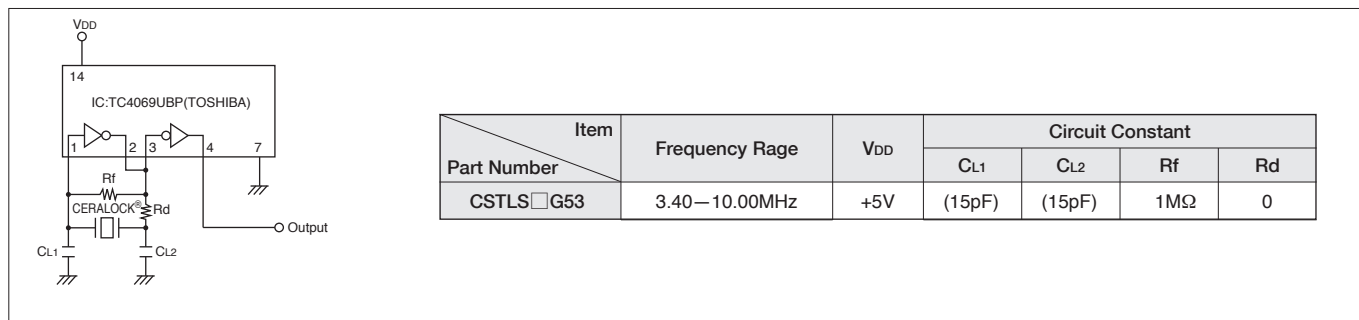 VDD
14
IC:TC4069UBP(TOSHIBA)
1 2 3 4 7
Rf
CERALOCK® Rd
Output
CL1 CL2
Item
Part Number
Frequency Rage
VDD
Circuit Constant
CL1 CL2 Rf Rd
CSTLS□G53 3.40—10.00MHz +5V (15pF) (15pF) 1MΩ 0